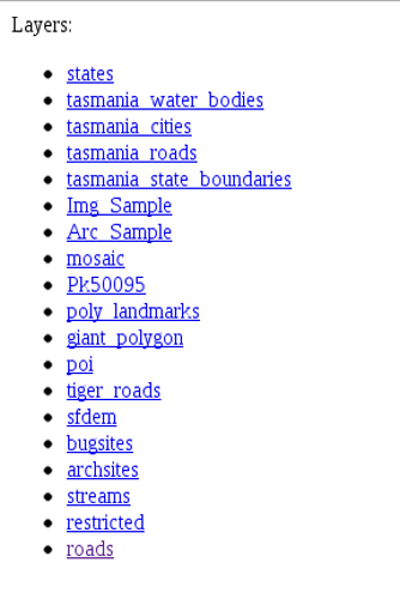 Layers:
states
tasmania_water_bodies
tasmania_cities
tasmania_roads
tasmania_state_boundaries
Img_Sample
Arc_Sample
mosaic
Pk50095
poly_landmarks
giant_polygon
poi
tiger_roads
sfdem
bugsites
archsites
streams
restricted
roads